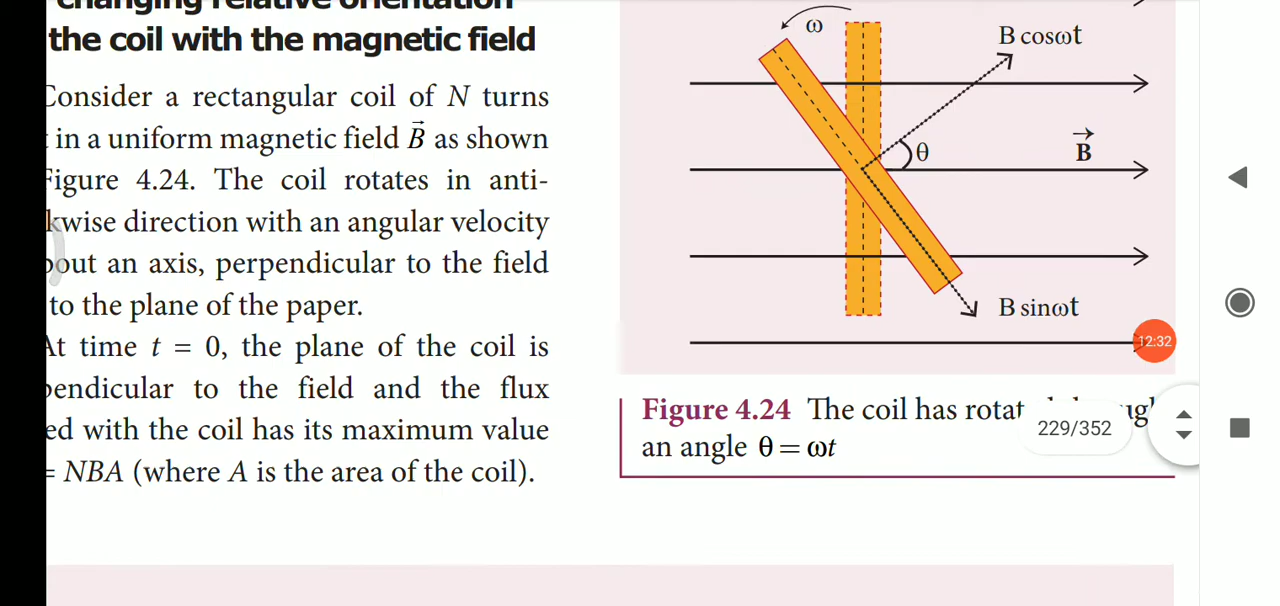 changing relative orientation
the coil with the magnetic field
Consider a rectangular coil of N turns
in a uniform magnetic field B⃗ as shown
Figure 4.24. The coil rotates in anti-
kwise direction with an angular velocity
bout an axis, perpendicular to the field
to the plane of the paper.
At time t = 0, the plane of the coil is
pendicular to the field and the flux
ed with the coil has its maximum value
= NBA (where A is the area of the coil).
ω
B cosωt
θ
B⃗
B sinωt
12:32
Figure 4.24 The coil has rotat
an angle θ = ωt
229/352